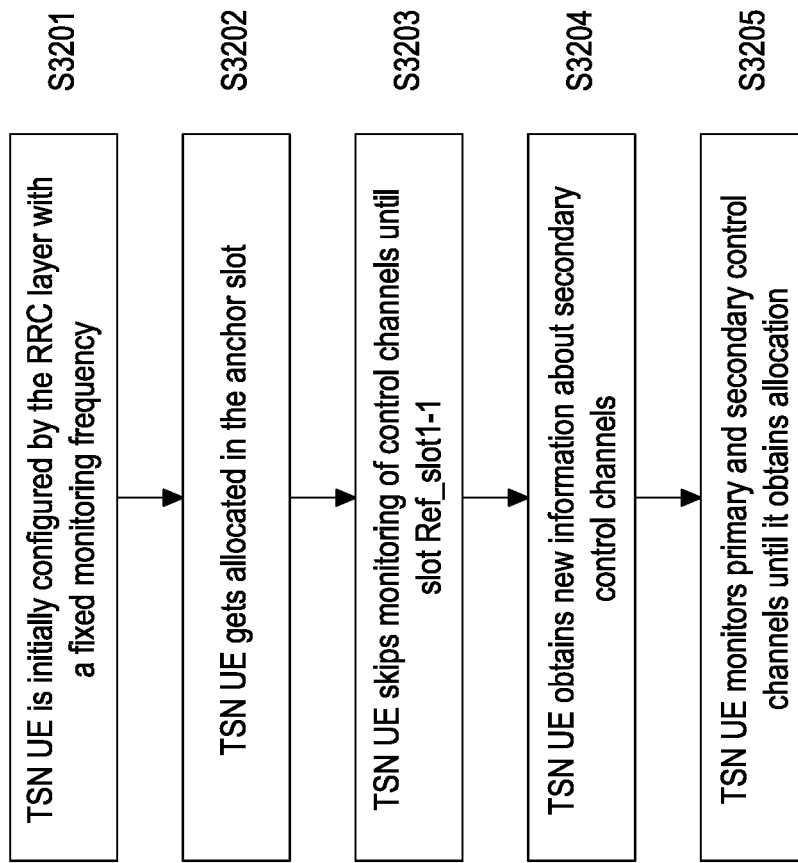 TSN UE is initially configured by the RRC layer with
a fixed monitoring frequency
S3201
TSN UE gets allocated in the anchor slot
S3202
TSN UE skips monitoring of control channels until
slot Ref_slot1-1
S3203
TSN UE obtains new information about secondary
control channels
S3204
TSN UE monitors primary and secondary control
channels until it obtains allocation
S3205